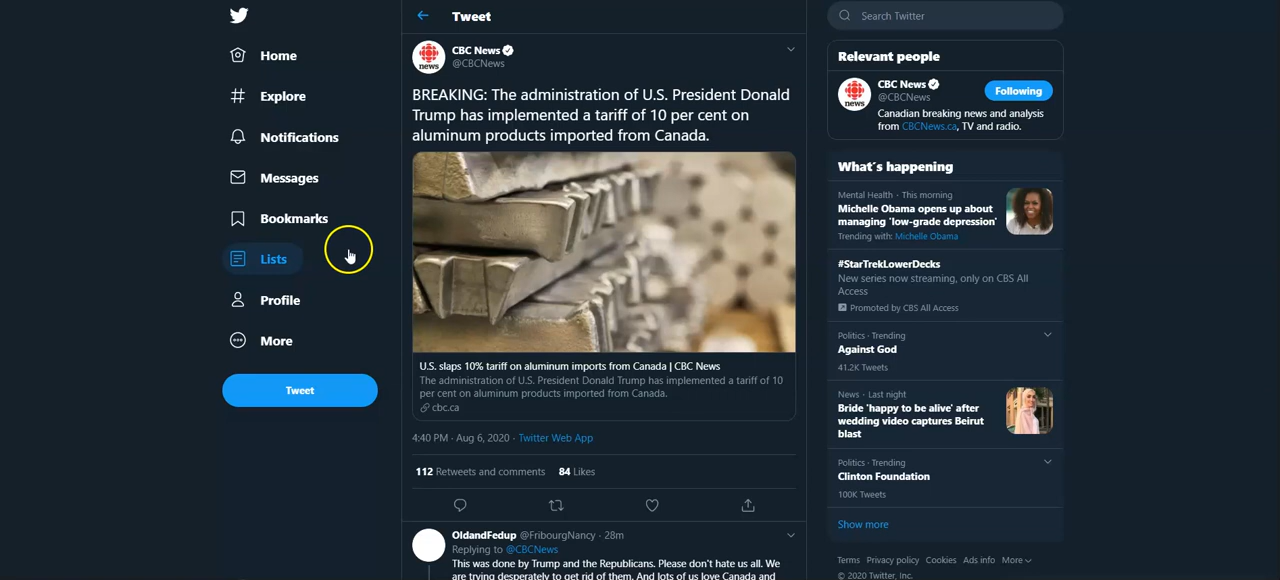 Home
Explore
Notifications
Messages
Bookmarks
Lists
Profile
More
Tweet
Tweet
news
CBC News
@CBCNews
BREAKING: The administration of U.S. President Donald
Trump has implemented a tariff of 10 per cent on
aluminum products imported from Canada.
U.S. slaps 10% tariff on aluminum imports from Canada | CBC News
The administration of U.S. President Donald Trump has implemented a tariff of 10
per cent on aluminum products imported from Canada.
cbc.ca
4:40 PM · Aug 6, 2020 · Twitter Web App
112 Retweets and comments 84 Likes
OldandFedup @FribourgNancy · 28m
Replying to @CBCNews
This was done by Trump and the Republicans. Please don't hate us all. We
are trying desperately to get rid of them. And lots of us love Canada and
Search Twitter
Relevant people
news
CBC News
@CBCNews
Following
Canadian breaking news and analysis
from CBCNews.ca, TV and radio.
What's happening
Mental Health · This morning
Michelle Obama opens up about
managing 'low-grade depression'
Trending with: Michelle Obama
#StarTrekLowerDecks
New series now streaming, only on CBS All
Access
Promoted by CBS All Access
Politics · Trending
Against God
41.2K Tweets
News · Last night
Bride 'happy to be alive' after
wedding video captures Beirut
blast
Politics · Trending
Clinton Foundation
100K Tweets
Show more
Terms Privacy policy Cookies Ads info More
© 2020 Twitter, Inc.